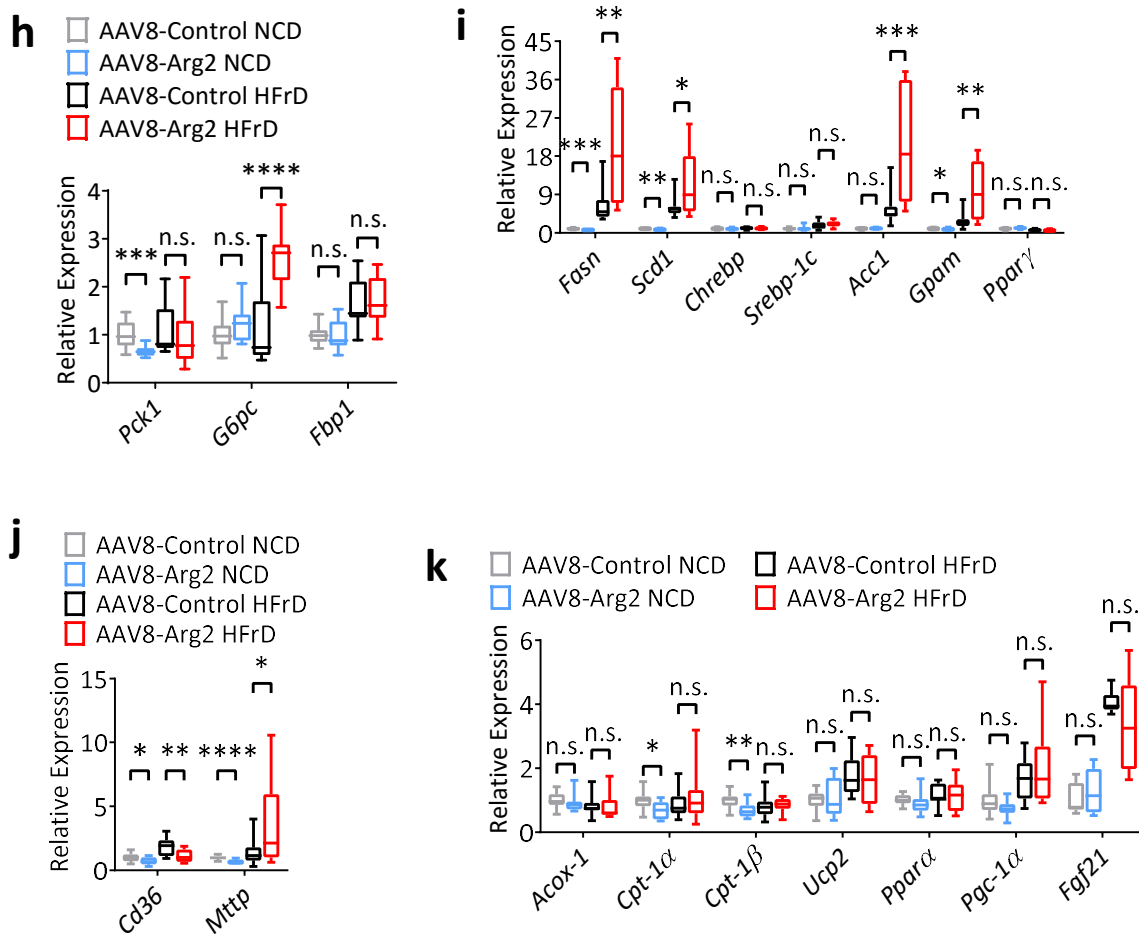 h
AAV8-Control NCD
AAV8-Arg2 NCD
AAV8-Control HFrD
AAV8-Arg2 HFrD
Relative Expression
4
3
2
1
0
*** n.s. n.s. **** n.s. n.s.
Pck1 G6pc Fbp1
i
Relative Expression
45
36
27
18
9
0
*** ** ** * n.s. n.s. n.s. n.s. n.s. *** * ** n.s. n.s.
Fasn Scd1 Chrebp Srebp-1c Acc1 Gpam Pparγ
j
AAV8-Control NCD
AAV8-Arg2 NCD
AAV8-Control HFrD
AAV8-Arg2 HFrD
Relative Expression
15
10
5
0
* ** **** *
Cd36 Mttp
k
AAV8-Control NCD AAV8-Control HFrD
AAV8-Arg2 NCD AAV8-Arg2 HFrD
Relative Expression
6
4
2
0
n.s. n.s. * n.s. ** n.s. n.s. n.s. n.s. n.s. n.s. n.s. n.s. n.s.
Acox-1 Cpt-1α Cpt-1β Ucp2 Pparα Pgc-1α Fgf21